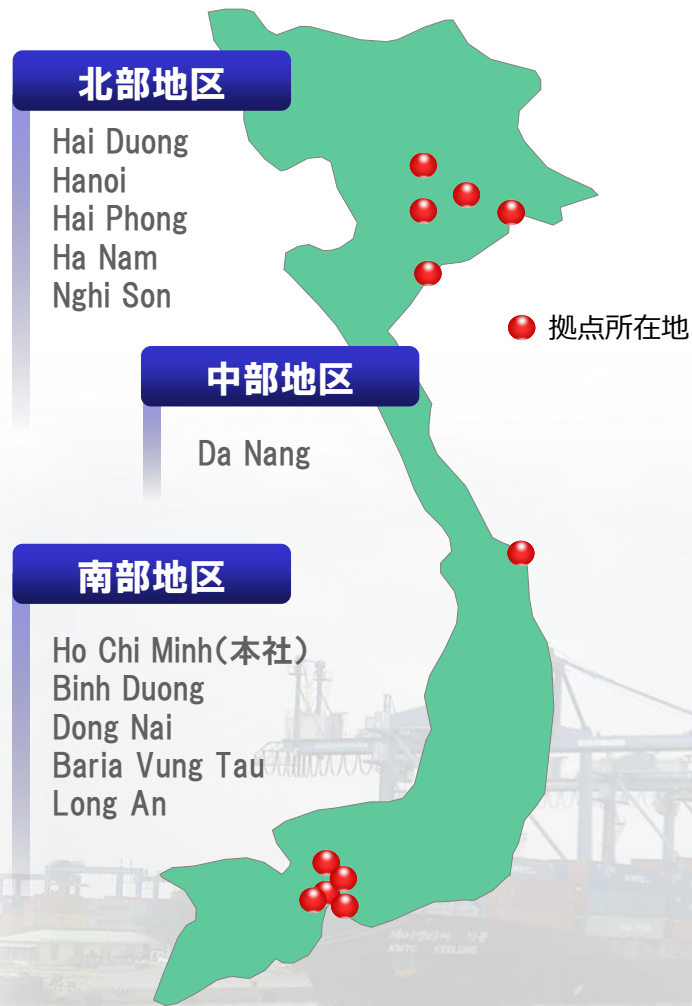 北部地区
Hai Duong
Hanoi
Hai Phong
Ha Nam
Nghi Son
拠点所在地
中部地区
Da Nang
南部地区
Ho Chi Minh(本社)
Binh Duong
Dong Nai
Baria Vung Tau
Long An